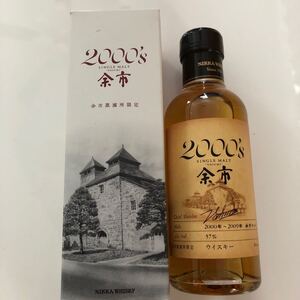 2000's
SINGLE MALT
余市
余市蒸溜所限定
NIKKA WHISKY
NIKKA WHISKY
2000's
SINGLE MALT
余市
2000年〜2009年
57%
ウイスキー